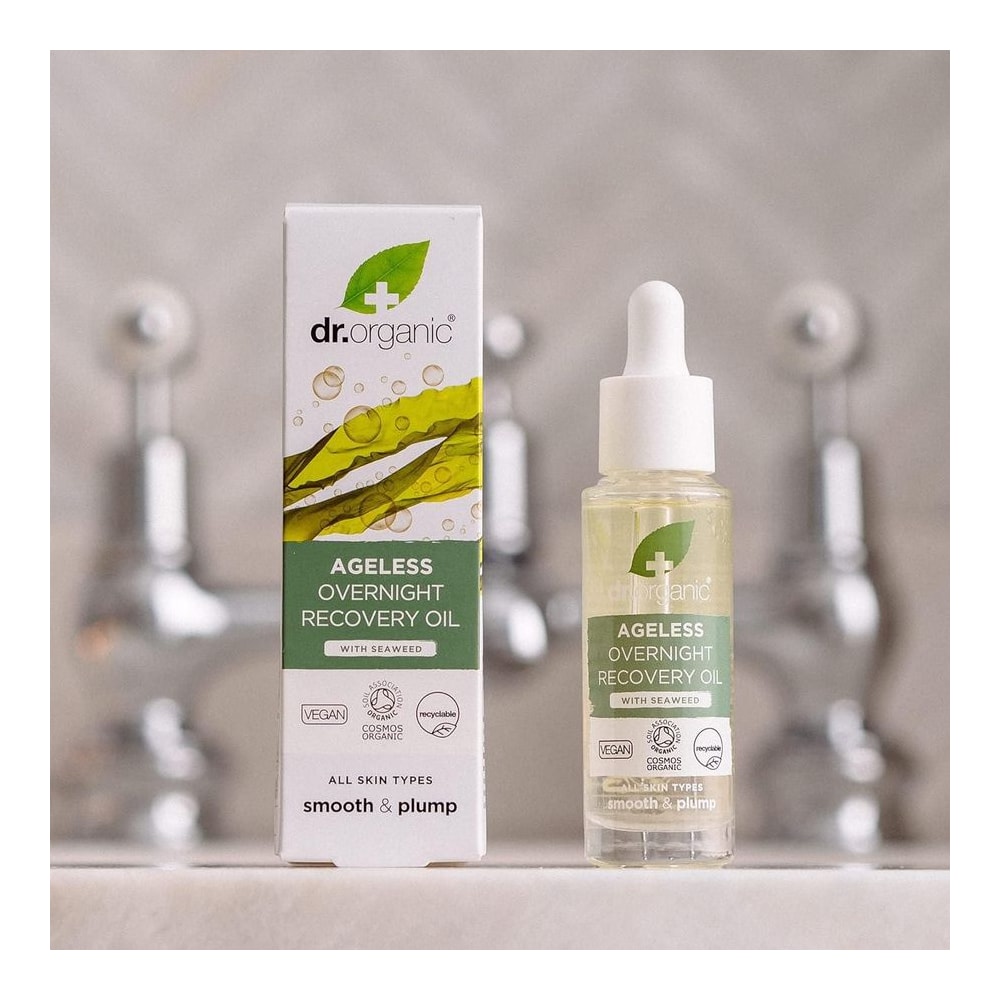 dr.organic®
AGELESS
OVERNIGHT
RECOVERY OIL
WITH SEAWEED
VEGAN
SOIL ASSOCIATION
ORGANIC
COSMOS
ORGANIC
recyclable
ALL SKIN TYPES
smooth & plump
dr.organic®
AGELESS
OVERNIGHT
RECOVERY OIL
WITH SEAWEED
VEGAN
SOIL ASSOCIATION
ORGANIC
COSMOS
ORGANIC
recyclable
ALL SKIN TYPES
smooth & plump